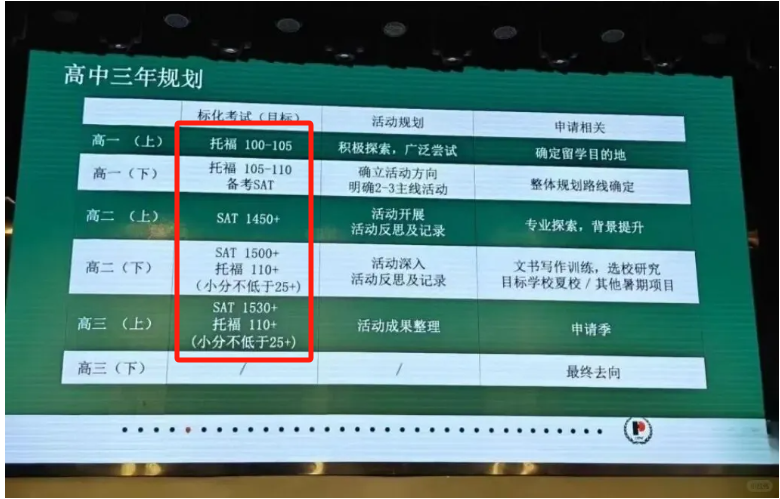 高中三年规划
标化考试（目标） 活动规划 申请相关
高一 （上） 托福 100-105 积极探索，广泛尝试 确定留学目的地
高一（下） 托福 105-110 确立活动方向 整体规划路线确定
备考SAT 明确2-3主线活动
高二（上） SAT 1450+ 活动开展 专业探索，背景提升
活动反思及记录
高二（下） SAT 1500+ 活动深入 文书写作训练，选校研究
托福 110+ 活动反思及记录 目标学校夏校 / 其他暑期项目
（小分不低于25+）
高三 （上） SAT 1530+ 活动成果整理 申请季
托福 110+
(小分不低于25+)
高三（下） / / 最终去向